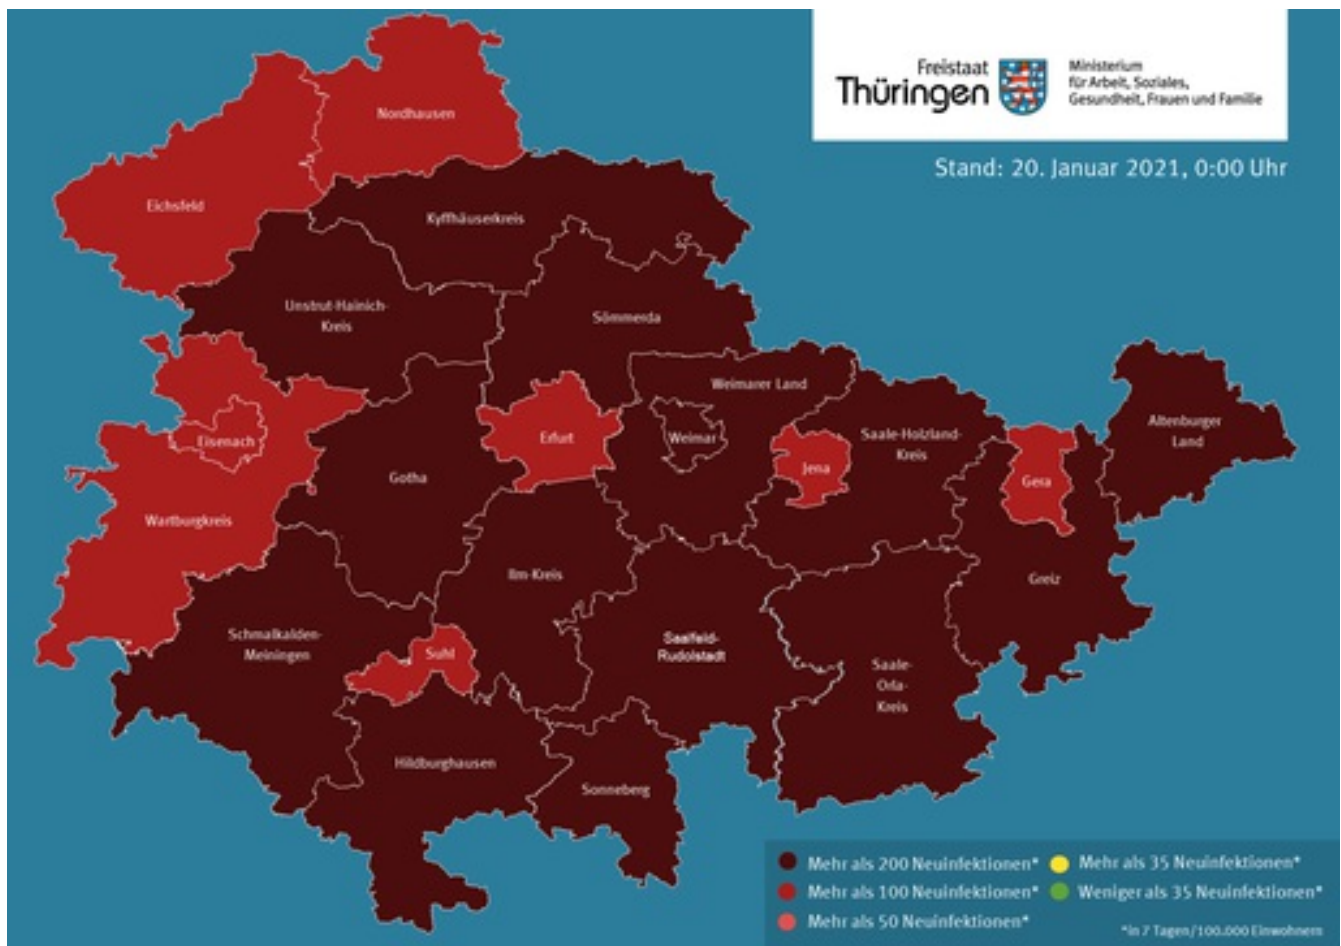 Freistaat
Thüringen
Ministerium
für Arbeit, Soziales,
Gesundheit, Frauen und Familie
Stand: 20. Januar 2021, 0:00 Uhr
Nordhausen
Eichsfeld
Kyffhäuserkreis
Unstrut-Hainich-
Kreis
Sömmerda
Weimarer Land
Altenburger
Land
Eisenach
Erfurt
Weimar
Saale-Holzland-
Kreis
Jena
Gotha
Gera
Wartburgkreis
Ilm-Kreis
Greiz
Schmalkalden-
Meiningen
Suhl
Saalfeld-
Rudolstadt
Saale-
Orla-
Kreis
Hildburghausen
Sonneberg
Mehr als 200 Neuinfektionen*
Mehr als 100 Neuinfektionen*
Mehr als 50 Neuinfektionen*
Mehr als 35 Neuinfektionen*
Weniger als 35 Neuinfektionen*
*in 7 Tagen/100.000 Einwohnern